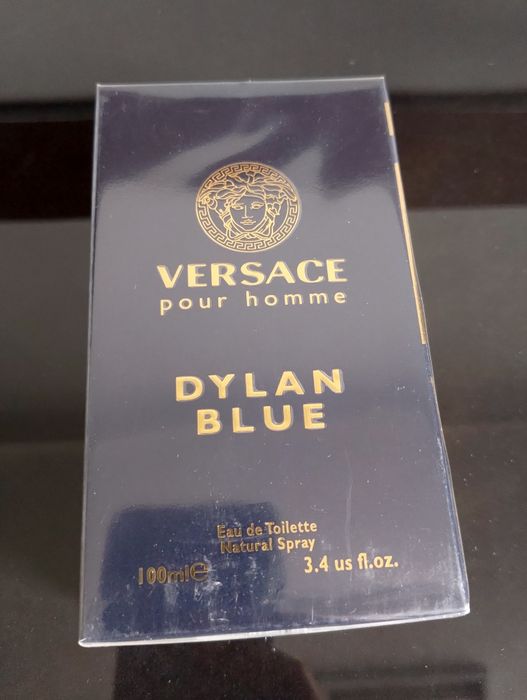 VERSACE
pour homme
DYLAN
BLUE
Eau de Toilette
Natural Spray
100ml℮ 3.4 us fl.oz.